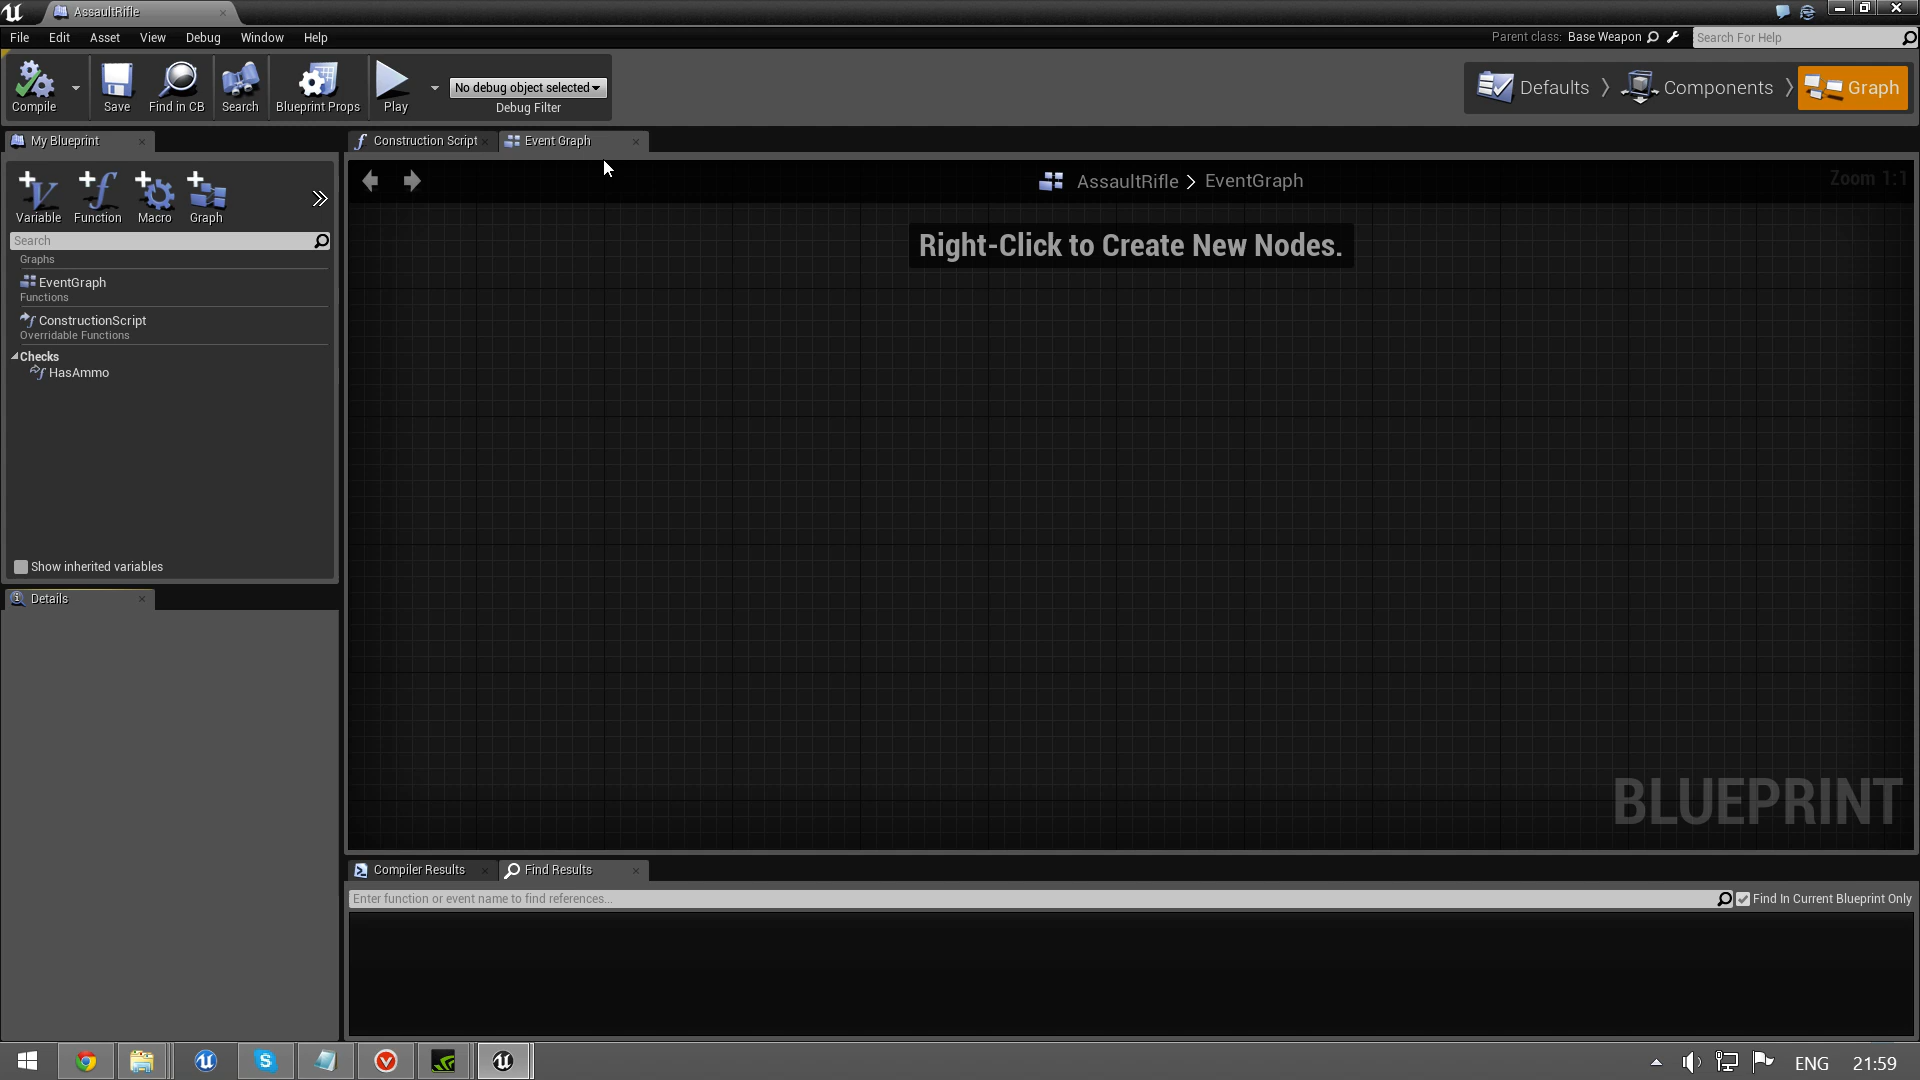 AssaultRifle
File Edit Asset View Debug Window Help
Parent class: Base Weapon
Search For Help
Compile
Save
Find in CB
Search
Blueprint Props
Play
No debug object selected
Debug Filter
Defaults
Components
Graph
My Blueprint
Construction Script
Event Graph
Variable
Function
Macro
Graph
Search
Graphs
EventGraph
Functions
ConstructionScript
Overridable Functions
Checks
HasAmmo
Show inherited variables
AssaultRifle > EventGraph
Zoom 1:1
Right-Click to Create New Nodes.
BLUEPRINT
Details
Compiler Results
Find Results
Enter function or event name to find references...
Find In Current Blueprint Only
ENG
21:59